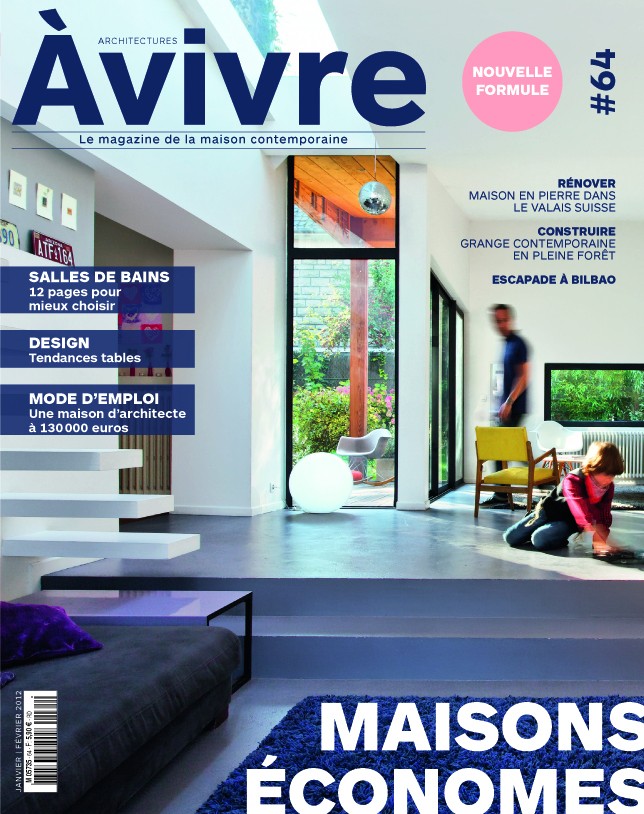 ARCHITECTURES
Àvivre
Le magazine de la maison contemporaine
NOUVELLE
FORMULE
#64
RÉNOVER
MAISON EN PIERRE DANS
LE VALAIS SUISSE
CONSTRUIRE
GRANGE CONTEMPORAINE
EN PLEINE FORÊT
ESCAPADE À BILBAO
ATF 164
SALLES DE BAINS
12 pages pour
mieux choisir
DESIGN
Tendances tables
MODE D'EMPLOI
Une maison d'architecte
à 130 000 euros
JANVIER | FÉVRIER 2012
MAISONS
ÉCONOMES